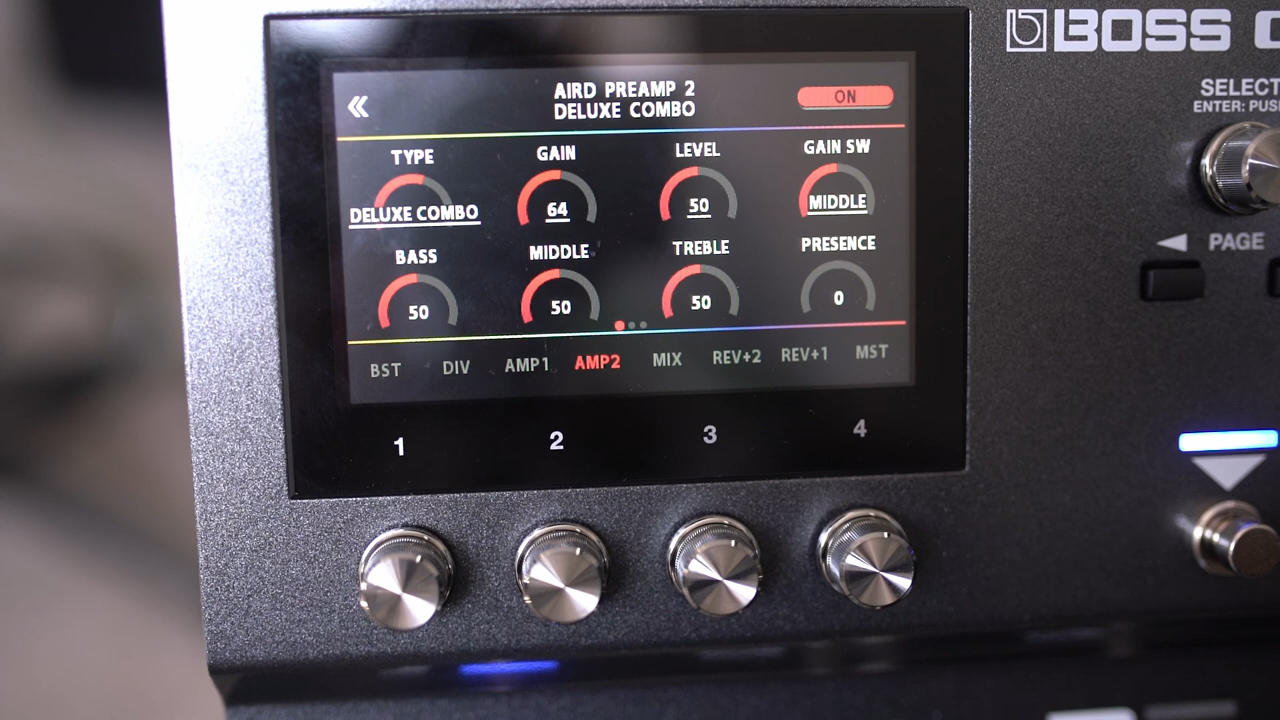 BOSS
AIRD PREAMP 2
DELUXE COMBO
ON
TYPE GAIN LEVEL GAIN SW
DELUXE COMBO 64 50 MIDDLE
BASS MIDDLE TREBLE PRESENCE
50 50 50 0
BST DIV AMP1 AMP2 MIX REV+2 REV+1 MST
1 2 3 4
SELECT
ENTER: PUS
PAGE